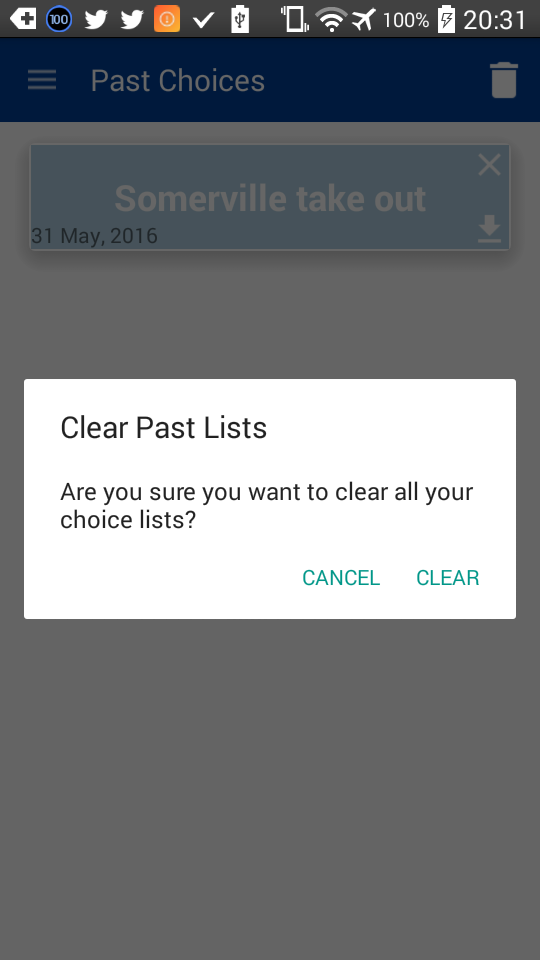 100
100%
20:31
Past Choices
Somerville take out
31 May, 2016
Clear Past Lists
Are you sure you want to clear all your
choice lists?
CANCEL
CLEAR